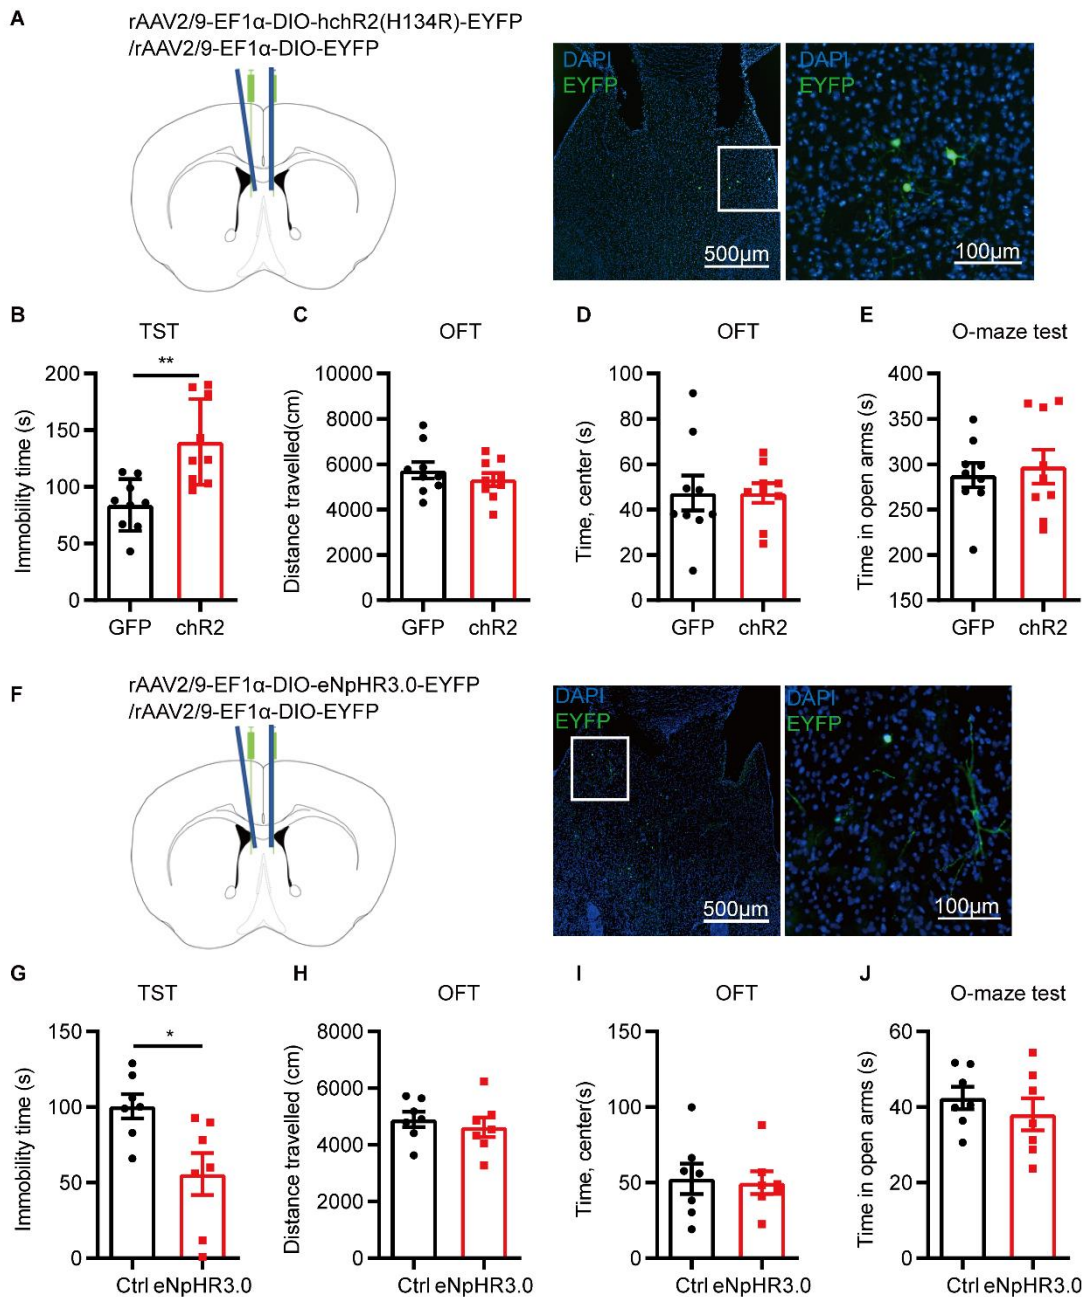 A
rAAV2/9-EF1α-DIO-hchR2(H134R)-EYFP
/rAAV2/9-EF1α-DIO-EYFP
DAPI
EYFP
500μm
DAPI
EYFP
100μm
B
TST
**
Immobility time (s)
200
150
100
50
0
GFP chR2
C
OFT
Distance travelled(cm)
10000
8000
6000
4000
2000
0
GFP chR2
D
OFT
Time, center (s)
100
80
60
40
20
0
GFP chR2
E
O-maze test
Time in open arms (s)
400
350
300
250
200
150
GFP chR2
F
rAAV2/9-EF1α-DIO-eNpHR3.0-EYFP
/rAAV2/9-EF1α-DIO-EYFP
DAPI
EYFP
500μm
DAPI
EYFP
100μm
G
TST
*
Immobility time (s)
150
100
50
0
Ctrl eNpHR3.0
H
OFT
Distance travelled (cm)
8000
6000
4000
2000
0
Ctrl eNpHR3.0
I
OFT
Time, center(s)
150
100
50
0
Ctrl eNpHR3.0
J
O-maze test
Time in open arms (s)
60
40
20
0
Ctrl eNpHR3.0